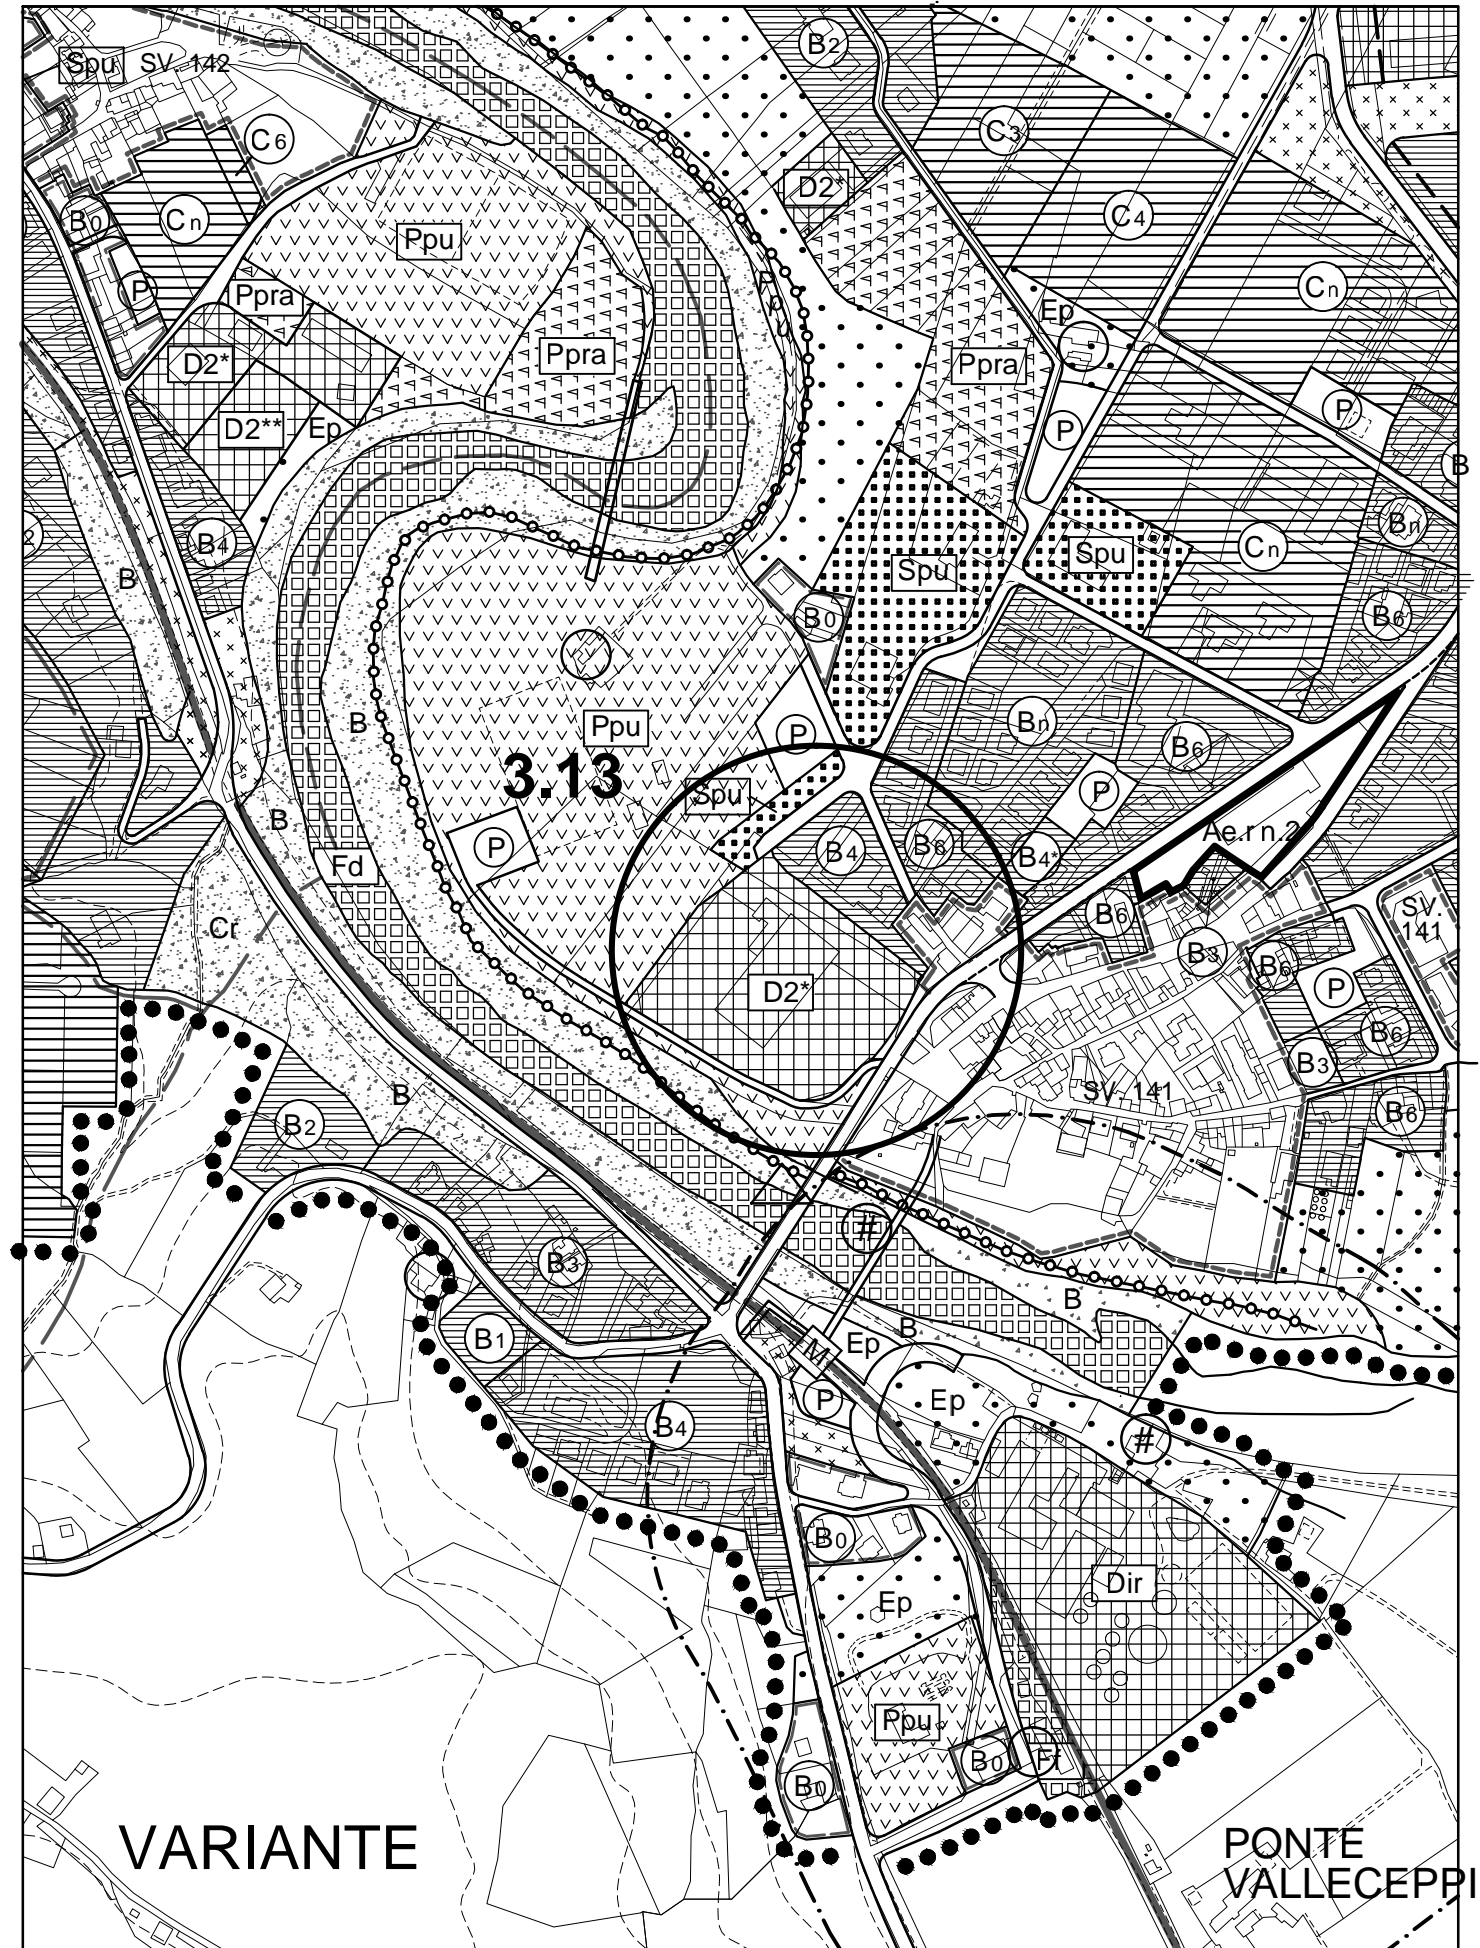 B2
Spu SV. 142
C3
C6
D2*
B0
Cn
C4
Ppu
Ppu
P
Ppra
Cn
Ep
Ppra
D2*
Ppra
P
D2**
Ep
P
B
Bn
B4
Cn
Spu
Spu
B
B0
B6
Bn
B
Ppu
P
B6
3.13
Spu
P
B
Ae.r n.2
P
B4
B6
B4*
Fd
B6
SV.
141
Cr
B3
B6
D2*
P
B6
B3
B
SV. 141
B6
B2
#
B3
B
B
B1
Ep
M
P
Ep
B4
#
B0
Dir
Ep
Ppu
B0
Ff
B0
VARIANTE
PONTE
VALLECEPPI